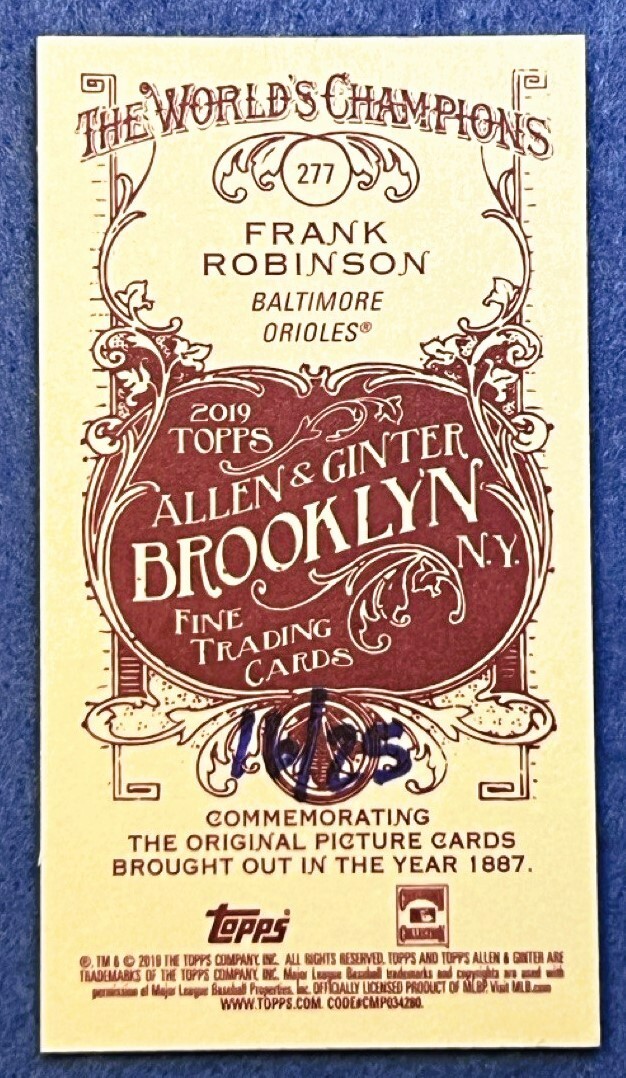 THE WORLD'S CHAMPIONS
277
FRANK
ROBINSON
BALTIMORE
ORIOLES®
2019
TOPPS
ALLEN & GINTER
BROOKLYN
N.Y.
FINE
TRADING
CARDS
16/25
COMMEMORATING
THE ORIGINAL PICTURE CARDS
BROUGHT OUT IN THE YEAR 1887.
topps
COLLECTION
®, TM & © 2019 THE TOPPS COMPANY, INC. ALL RIGHTS RESERVED. TOPPS AND TOPPS ALLEN & GINTER ARE
TRADEMARKS OF THE TOPPS COMPANY, INC. Major League Baseball trademarks and copyrights are used with
permission of Major League Baseball Properties, Inc. OFFICIALLY LICENSED PRODUCT OF MLBP. Visit MLB.com
WWW.TOPPS.COM. CODE#CMP034280.